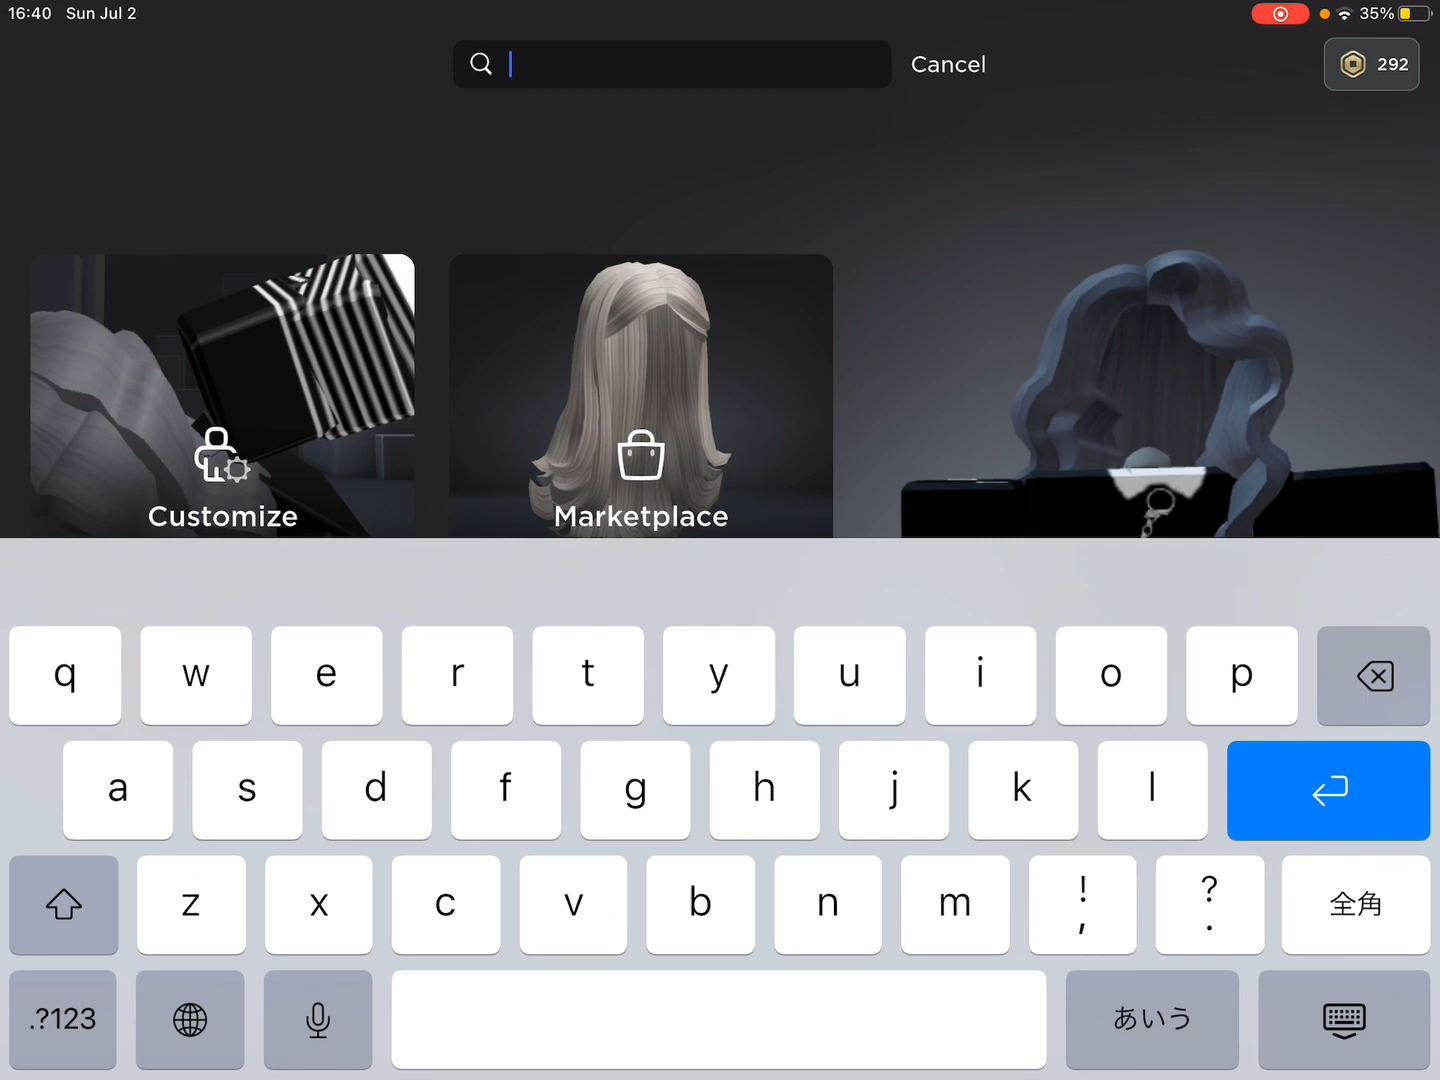 16:40 Sun Jul 2
35%
Cancel
292
Customize
Marketplace
q w e r t y u i o p
a s d f g h j k l
z x c v b n m ! , ? . 全角
.?123 あいう